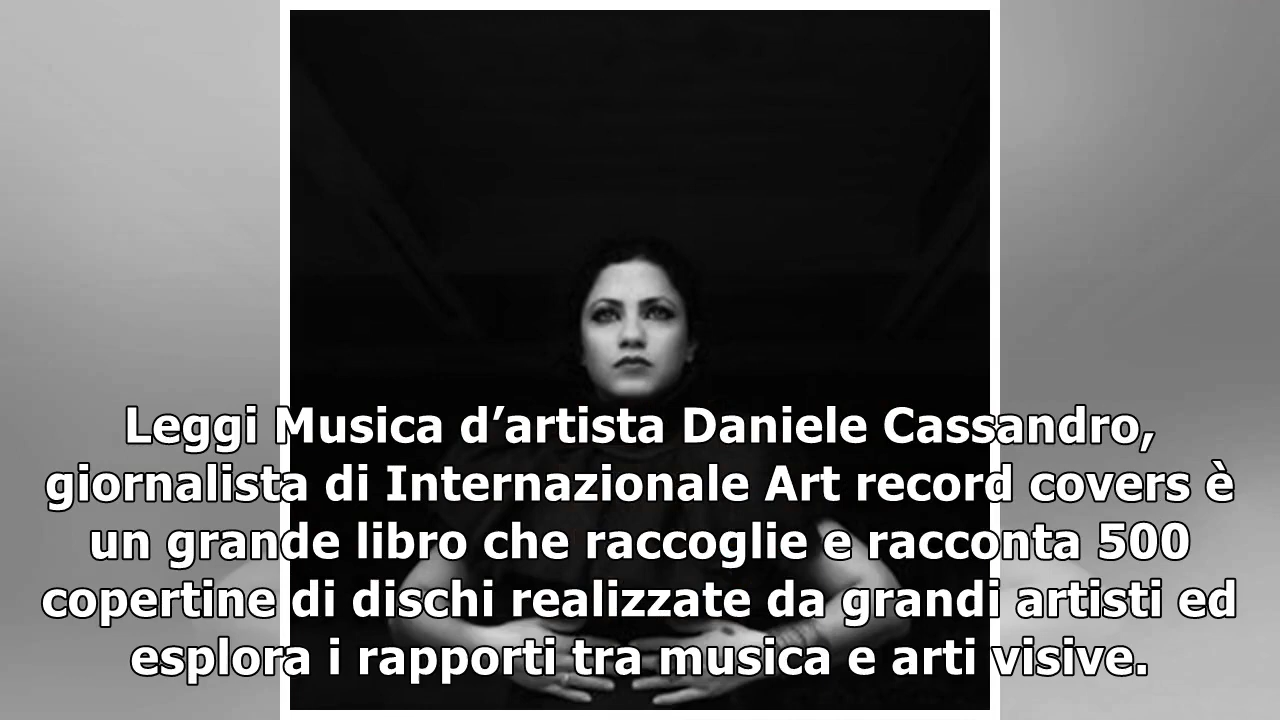 Leggi Musica d’artista Daniele Cassandro,
giornalista di Internazionale Art record covers è
un grande libro che raccoglie e racconta 500
copertine di dischi realizzate da grandi artisti ed
esplora i rapporti tra musica e arti visive.